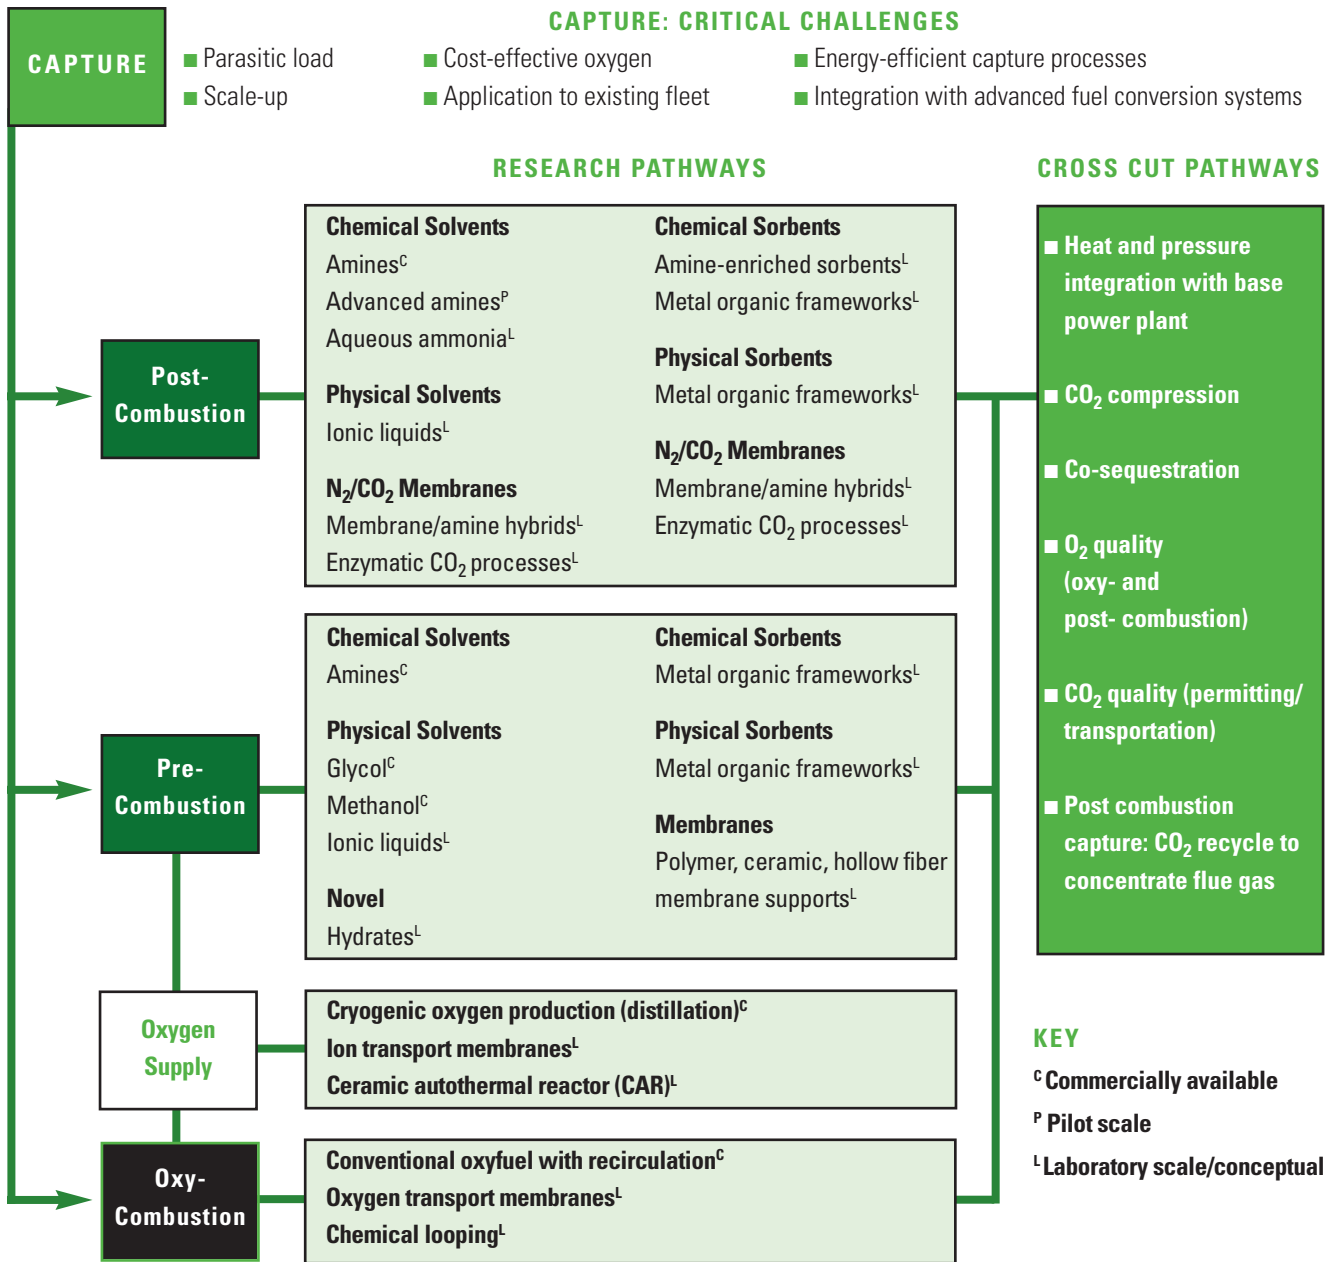 CAPTURE
CAPTURE: CRITICAL CHALLENGES
■ Parasitic load
■ Scale-up
■ Cost-effective oxygen
■ Application to existing fleet
■ Energy-efficient capture processes
■ Integration with advanced fuel conversion systems
RESEARCH PATHWAYS
CROSS CUT PATHWAYS
Post-
Combustion
Chemical Solvents
Amines^C
Advanced amines^P
Aqueous ammonia^L
Physical Solvents
Ionic liquids^L
N₂/CO₂ Membranes
Membrane/amine hybrids^L
Enzymatic CO₂ processes^L
Chemical Sorbents
Amine-enriched sorbents^L
Metal organic frameworks^L
Physical Sorbents
Metal organic frameworks^L
N₂/CO₂ Membranes
Membrane/amine hybrids^L
Enzymatic CO₂ processes^L
Pre-
Combustion
Chemical Solvents
Amines^C
Physical Solvents
Glycol^C
Methanol^C
Ionic liquids^L
Novel
Hydrates^L
Chemical Sorbents
Metal organic frameworks^L
Physical Sorbents
Metal organic frameworks^L
Membranes
Polymer, ceramic, hollow fiber
membrane supports^L
Oxygen
Supply
Cryogenic oxygen production (distillation)^C
Ion transport membranes^L
Ceramic autothermal reactor (CAR)^L
Oxy-
Combustion
Conventional oxyfuel with recirculation^C
Oxygen transport membranes^L
Chemical looping^L
■ Heat and pressure
integration with base
power plant
■ CO₂ compression
■ Co-sequestration
■ O₂ quality
(oxy- and
post- combustion)
■ CO₂ quality (permitting/
transportation)
■ Post combustion
capture: CO₂ recycle to
concentrate flue gas
KEY
^C Commercially available
^P Pilot scale
^L Laboratory scale/conceptual